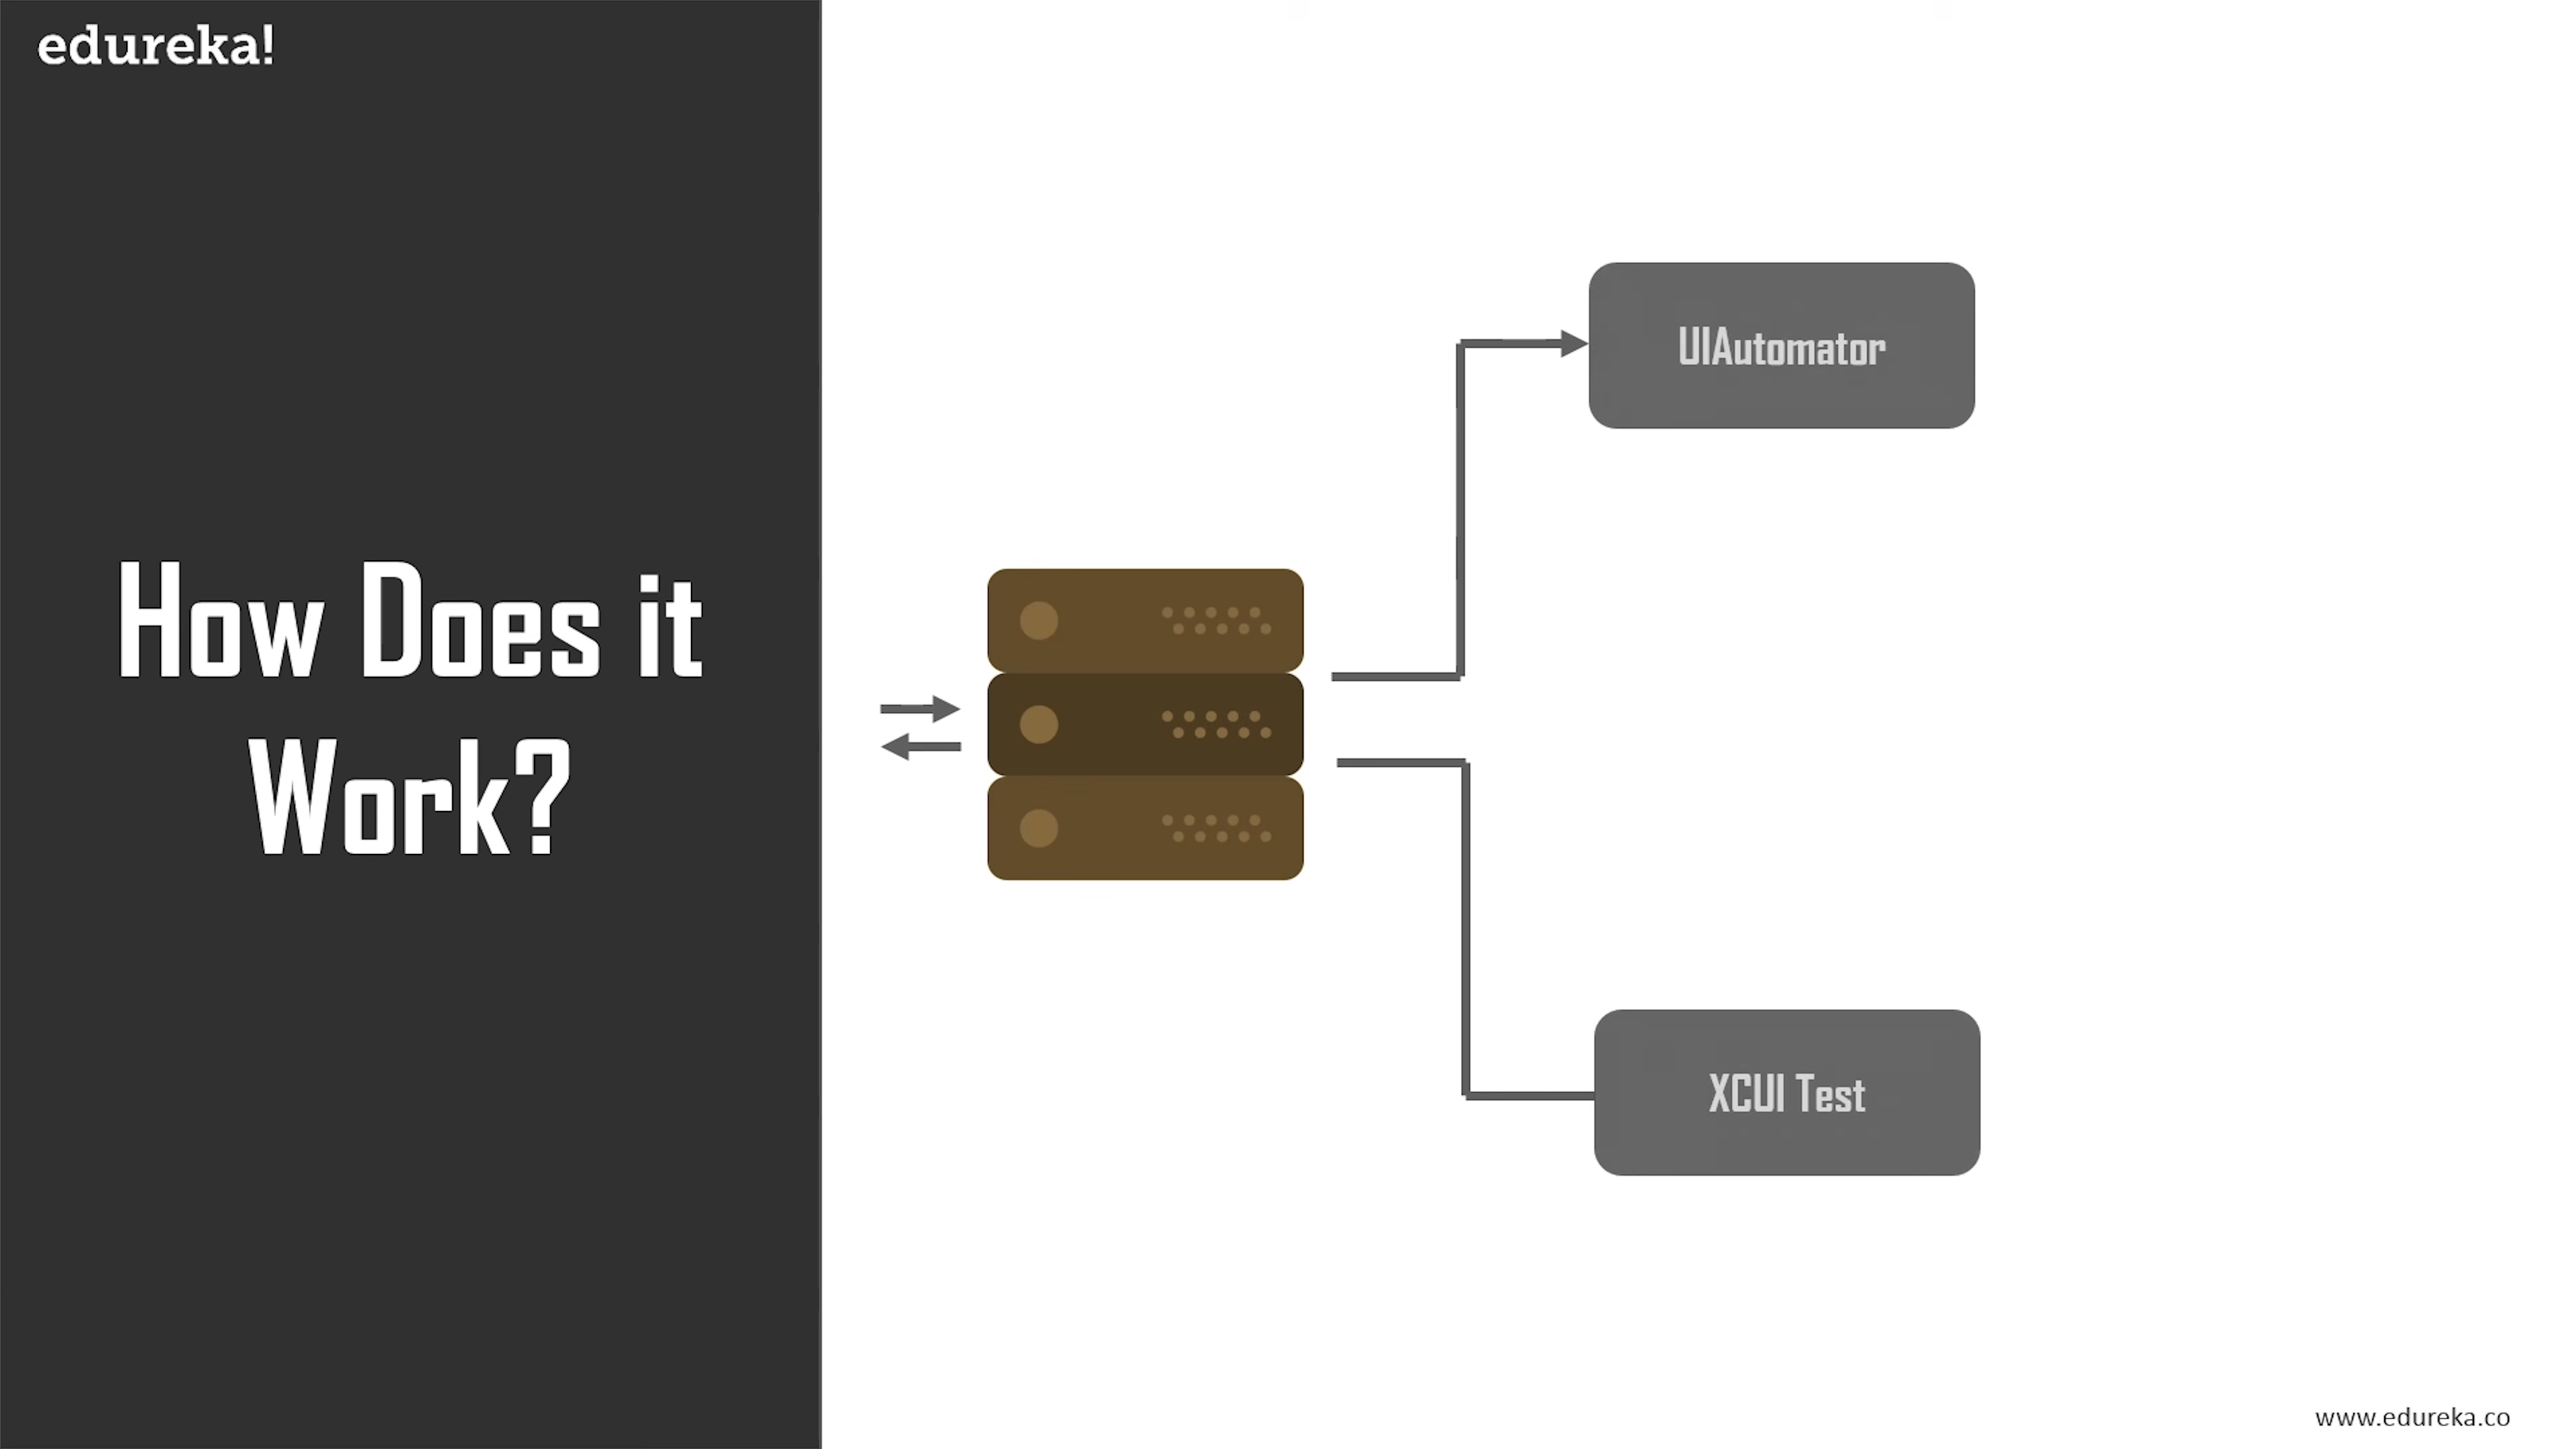 edureka!
How Does it
Work?
UIAutomator
XCUI Test
www.edureka.co